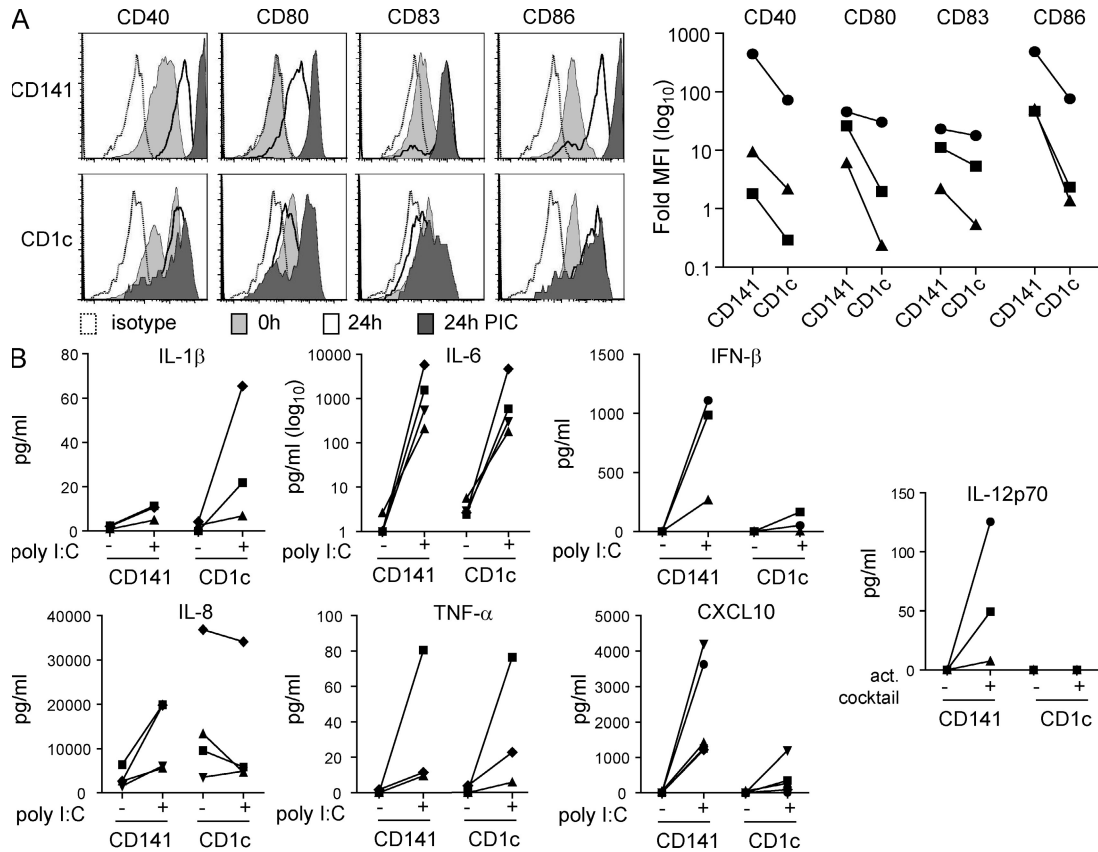 A
CD40 CD80 CD83 CD86
CD141
CD1c
isotype 0h 24h 24h PIC
CD40 CD80 CD83 CD86
Fold MFI (log10)
1000
100
10
1
0.1
CD141 CD1c CD141 CD1c CD141 CD1c CD141 CD1c
B
IL-1β
pg/ml
80
60
40
20
0
poly I:C - + - +
CD141 CD1c
IL-6
pg/ml (log10)
10000
1000
100
10
1
poly I:C - + - +
CD141 CD1c
IFN-β
pg/ml
1500
1000
500
0
poly I:C - + - +
CD141 CD1c
IL-12p70
pg/ml
150
100
50
0
act.
cocktail - + - +
CD141 CD1c
IL-8
pg/ml
40000
30000
20000
10000
0
poly I:C - + - +
CD141 CD1c
TNF-α
pg/ml
100
80
60
40
20
0
poly I:C - + - +
CD141 CD1c
CXCL10
pg/ml
5000
4000
3000
2000
1000
0
poly I:C - + - +
CD141 CD1c